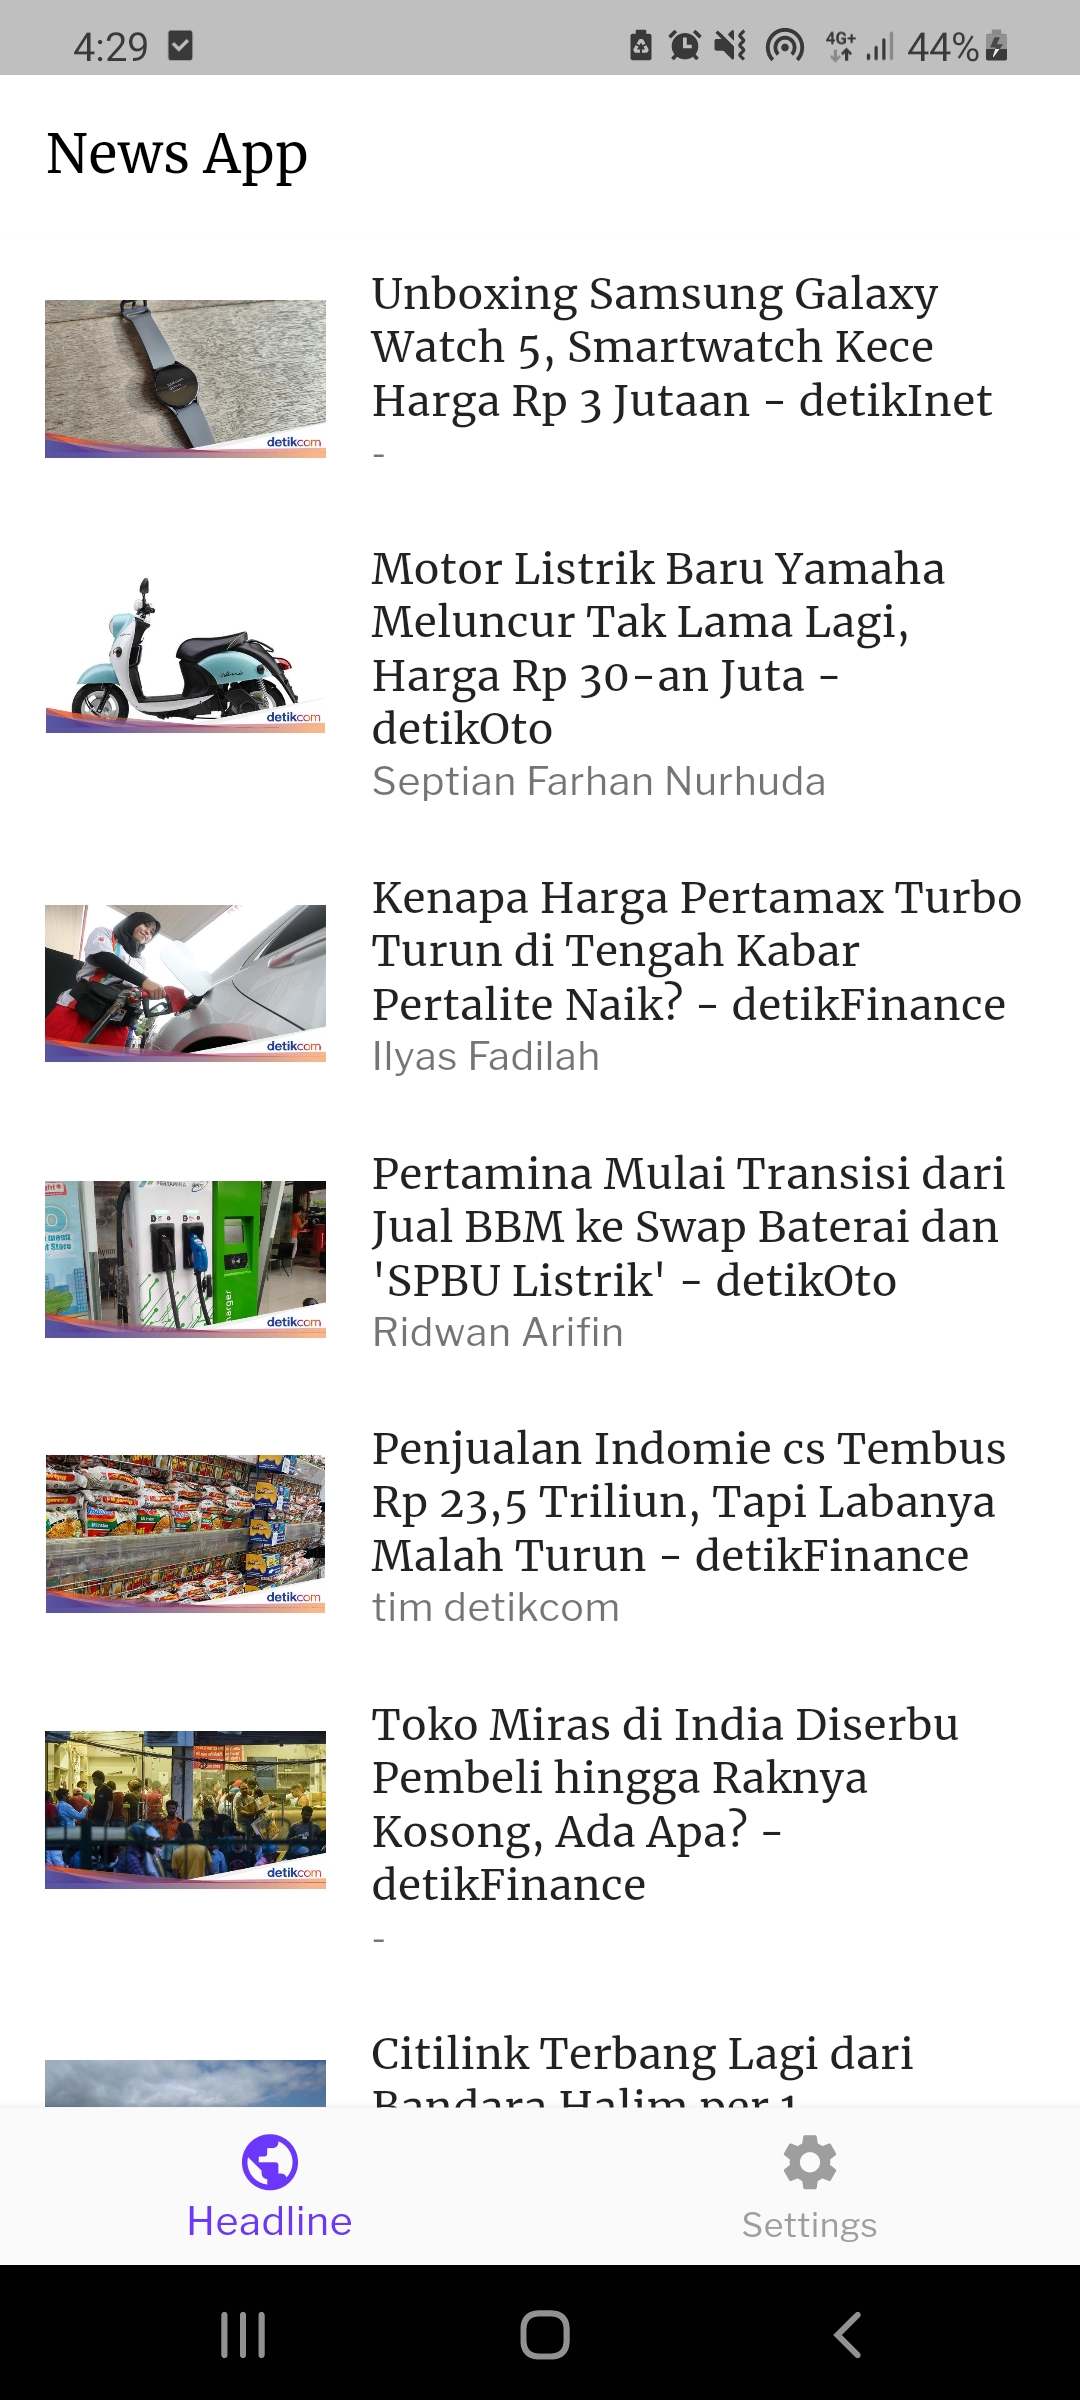 4:29
4G+ 44%
News App
Unboxing Samsung Galaxy
Watch 5, Smartwatch Kece
Harga Rp 3 Jutaan - detikInet
-
detikcom
Motor Listrik Baru Yamaha
Meluncur Tak Lama Lagi,
Harga Rp 30-an Juta -
detikOto
Septian Farhan Nurhuda
detikcom
Kenapa Harga Pertamax Turbo
Turun di Tengah Kabar
Pertalite Naik? - detikFinance
Ilyas Fadilah
detikcom
Pertamina Mulai Transisi dari
Jual BBM ke Swap Baterai dan
'SPBU Listrik' - detikOto
Ridwan Arifin
detikcom
Penjualan Indomie cs Tembus
Rp 23,5 Triliun, Tapi Labanya
Malah Turun - detikFinance
tim detikcom
detikcom
Toko Miras di India Diserbu
Pembeli hingga Raknya
Kosong, Ada Apa? -
detikFinance
-
detikcom
Citilink Terbang Lagi dari
Bandara Halim per 1
Headline
Settings